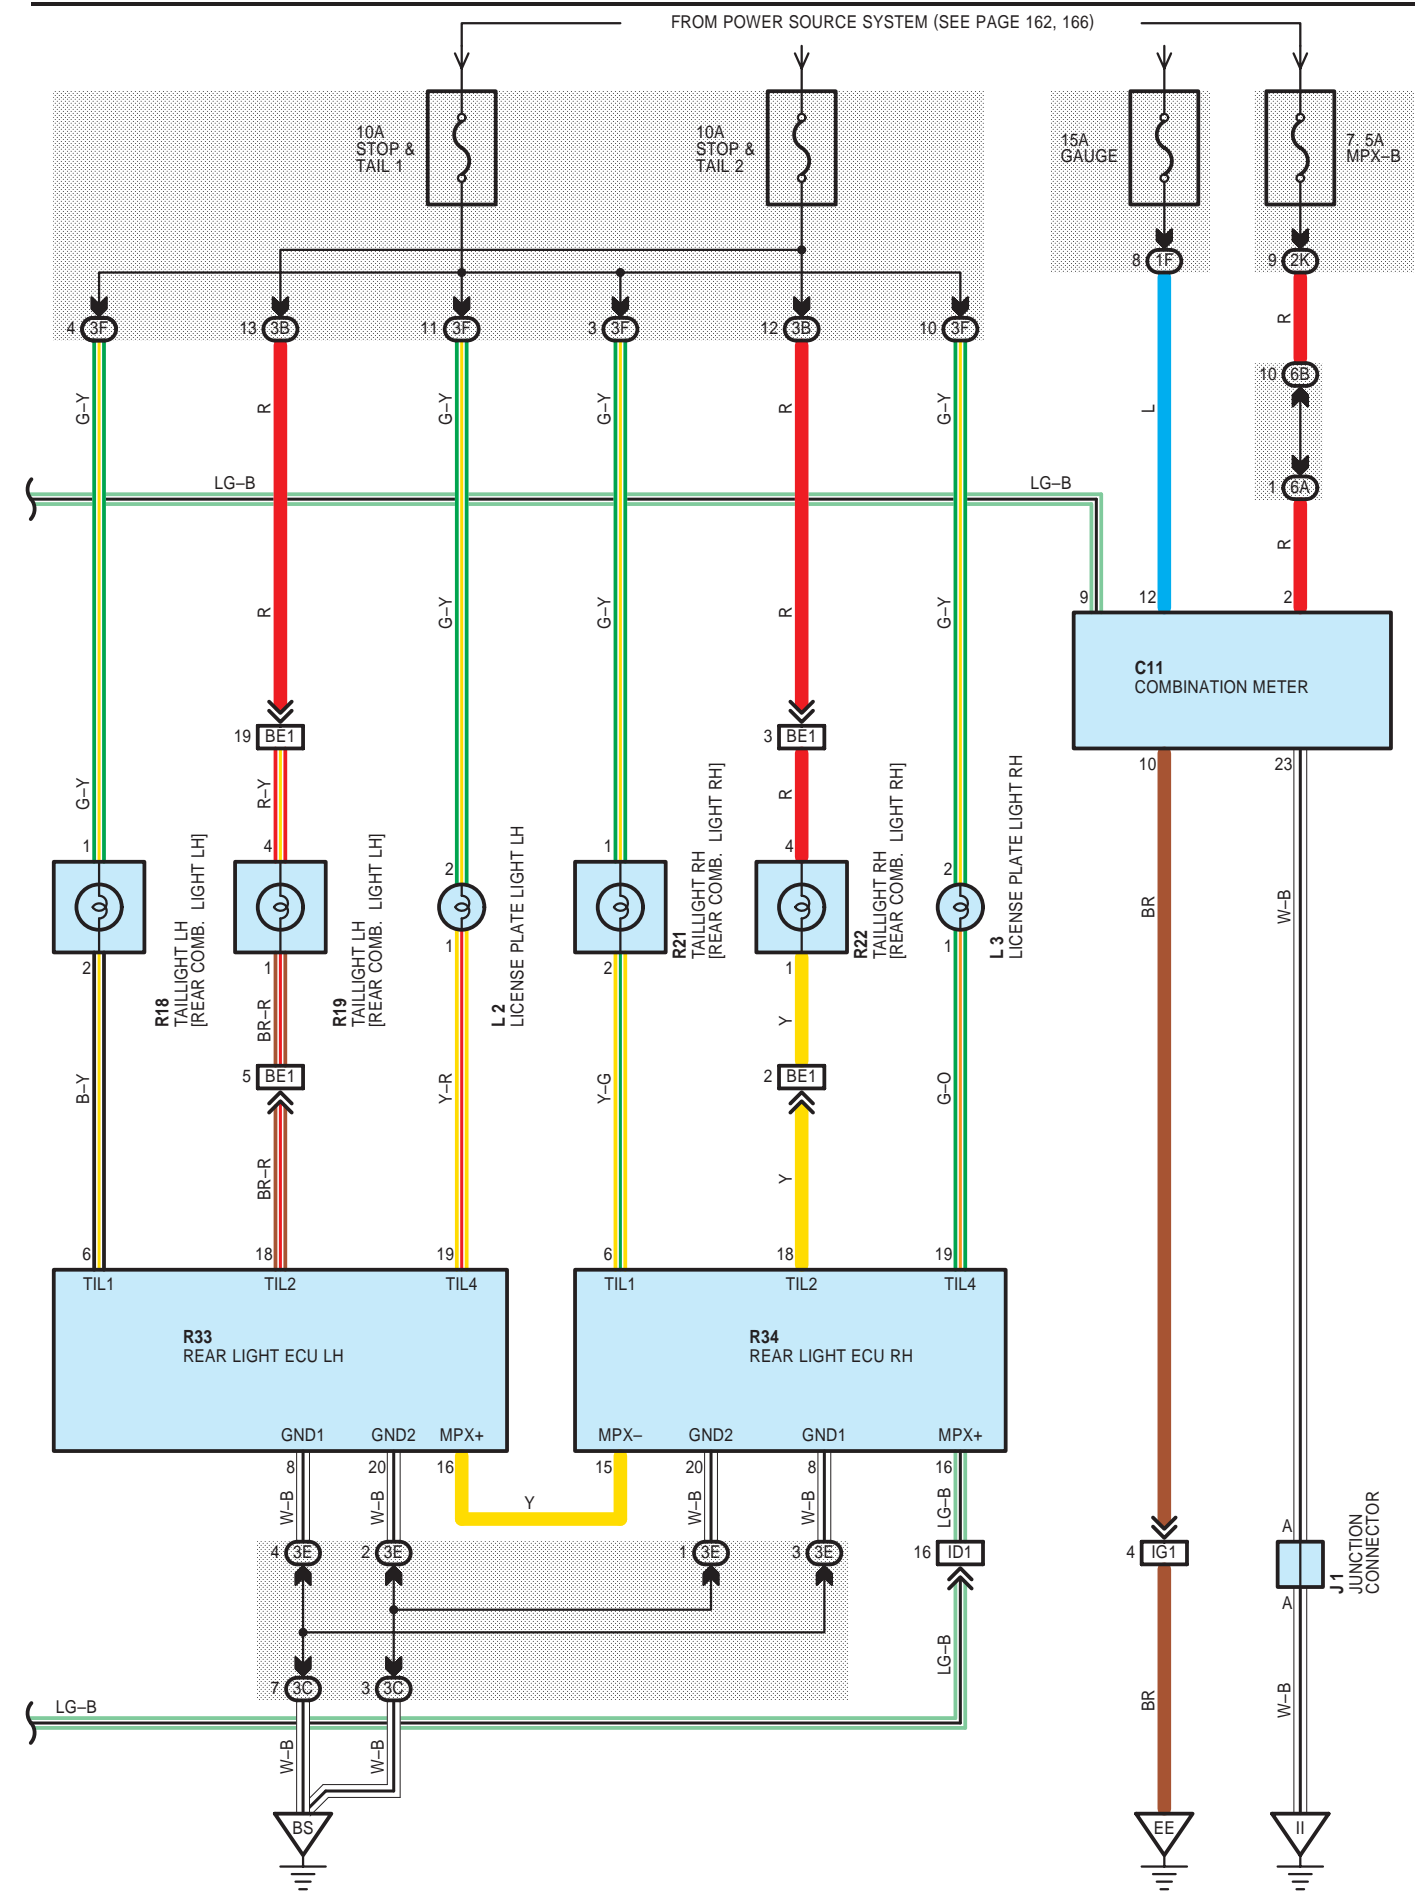 FROM POWER SOURCE SYSTEM (SEE PAGE 162, 166)
10A
STOP &
TAIL 1
10A
STOP &
TAIL 2
15A
GAUGE
7. 5A
MPX–B
8 1F
9 2K
4 3F
13 3B
11 3F
3 3F
12 3B
10 3F
R
10 6B
G–Y
R
G–Y
G–Y
R
G–Y
L
LG–B
LG–B
1 6A
R
G–Y
R
G–Y
G–Y
R
G–Y
9
12
2
C11
COMBINATION METER
19 BE1
3 BE1
10
23
G–Y
R–Y
R
1
4
2
1
4
2
R18
TAILLIGHT LH
[REAR COMB. LIGHT LH]
R19
TAILLIGHT LH
[REAR COMB. LIGHT LH]
L 2
LICENSE PLATE LIGHT LH
R21
TAILLIGHT RH
[REAR COMB. LIGHT RH]
R22
TAILLIGHT RH
[REAR COMB. LIGHT RH]
L 3
LICENSE PLATE LIGHT RH
BR
W–B
2
1
1
2
1
1
BR–R
Y
5 BE1
2 BE1
B–Y
Y–R
Y–G
G–O
BR–R
Y
6
18
19
6
18
19
TIL1
TIL2
TIL4
TIL1
TIL2
TIL4
R33
REAR LIGHT ECU LH
R34
REAR LIGHT ECU RH
GND1
GND2
MPX+
MPX–
GND2
GND1
MPX+
8
20
16
15
20
8
16
W–B
W–B
Y
W–B
W–B
LG–B
4 3E
2 3E
1 3E
3 3E
16 ID1
4 IG1
A
J 1
JUNCTION
CONNECTOR
A
LG–B
7 3C
3 3C
BR
W–B
LG–B
W–B
W–B
BS
EE
II